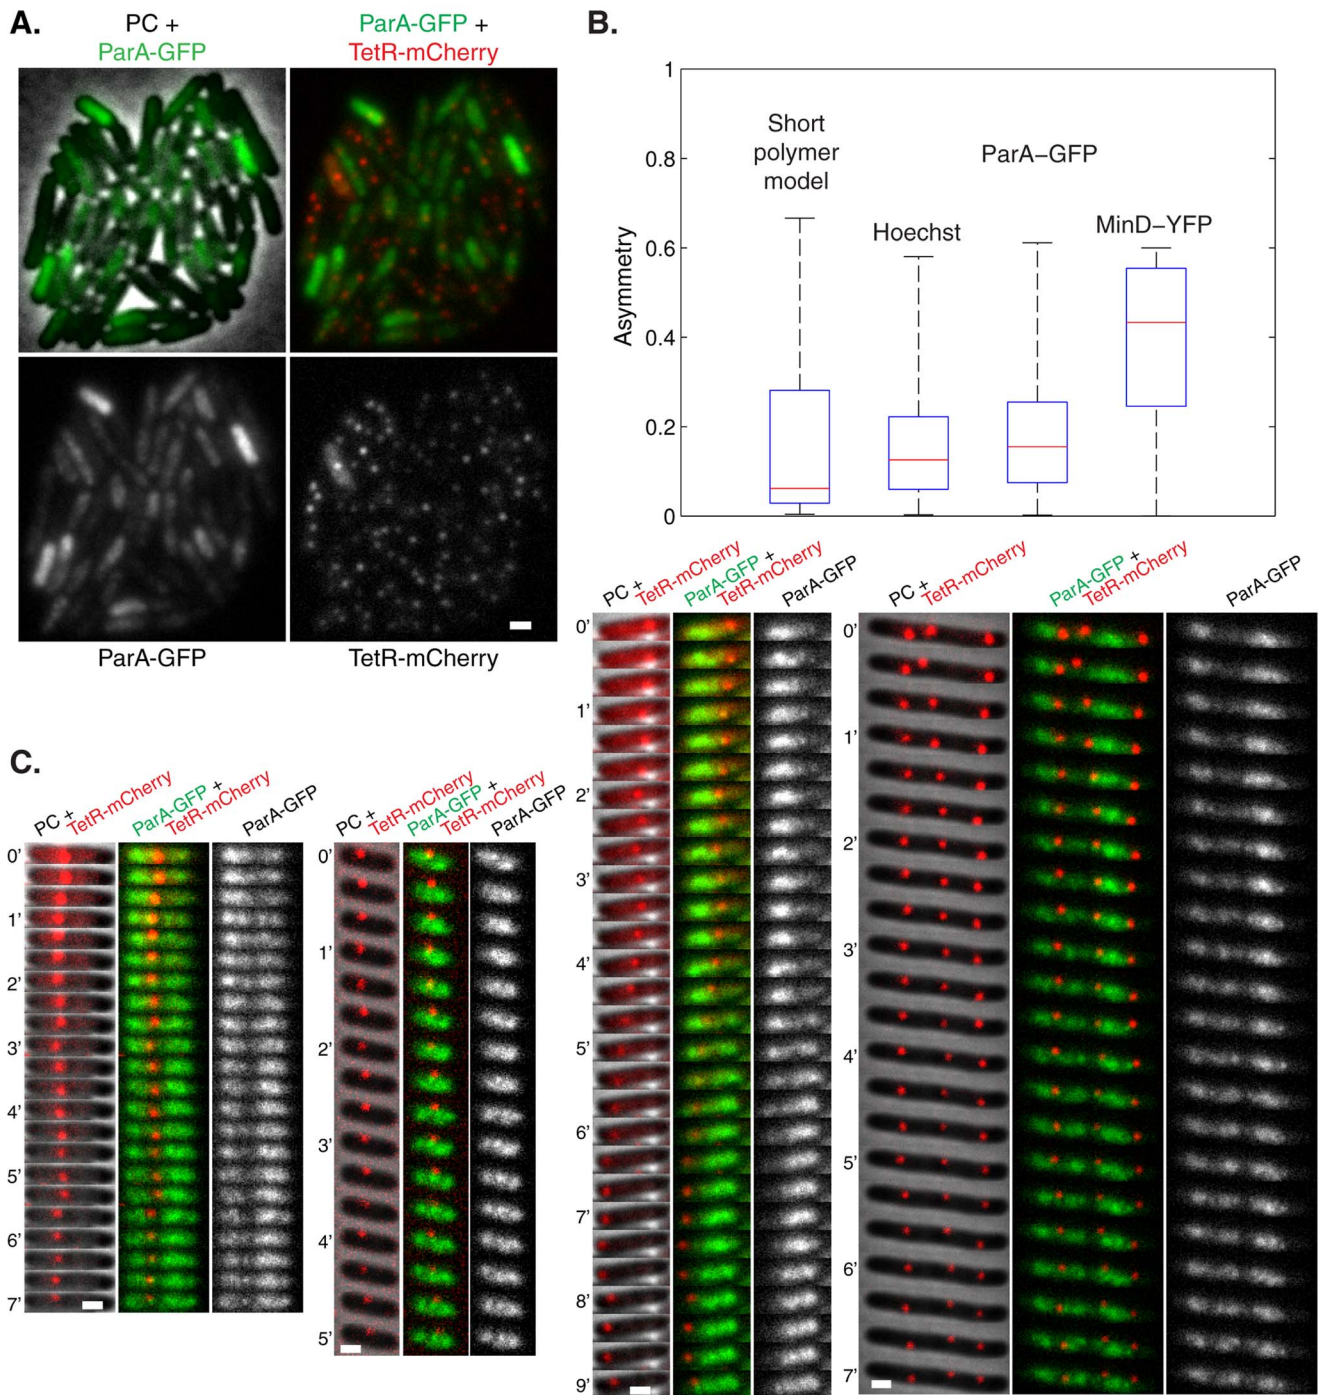 A.
PC +
ParA-GFP
ParA-GFP +
TetR-mCherry
ParA-GFP
TetR-mCherry
B.
1
0.8
0.6
0.4
0.2
0
Asymmetry
Short
polymer
model
Hoechst
ParA–GFP
MinD–YFP
C.
PC +
TetR-mCherry
ParA-GFP +
TetR-mCherry
ParA-GFP
0’
1’
2’
3’
4’
5’
6’
7’
PC +
TetR-mCherry
ParA-GFP +
TetR-mCherry
ParA-GFP
0’
1’
2’
3’
4’
5’
PC +
TetR-mCherry
ParA-GFP +
TetR-mCherry
ParA-GFP
0’
1’
2’
3’
4’
5’
6’
7’
8’
9’
PC +
TetR-mCherry
ParA-GFP +
TetR-mCherry
ParA-GFP
0’
1’
2’
3’
4’
5’
6’
7’